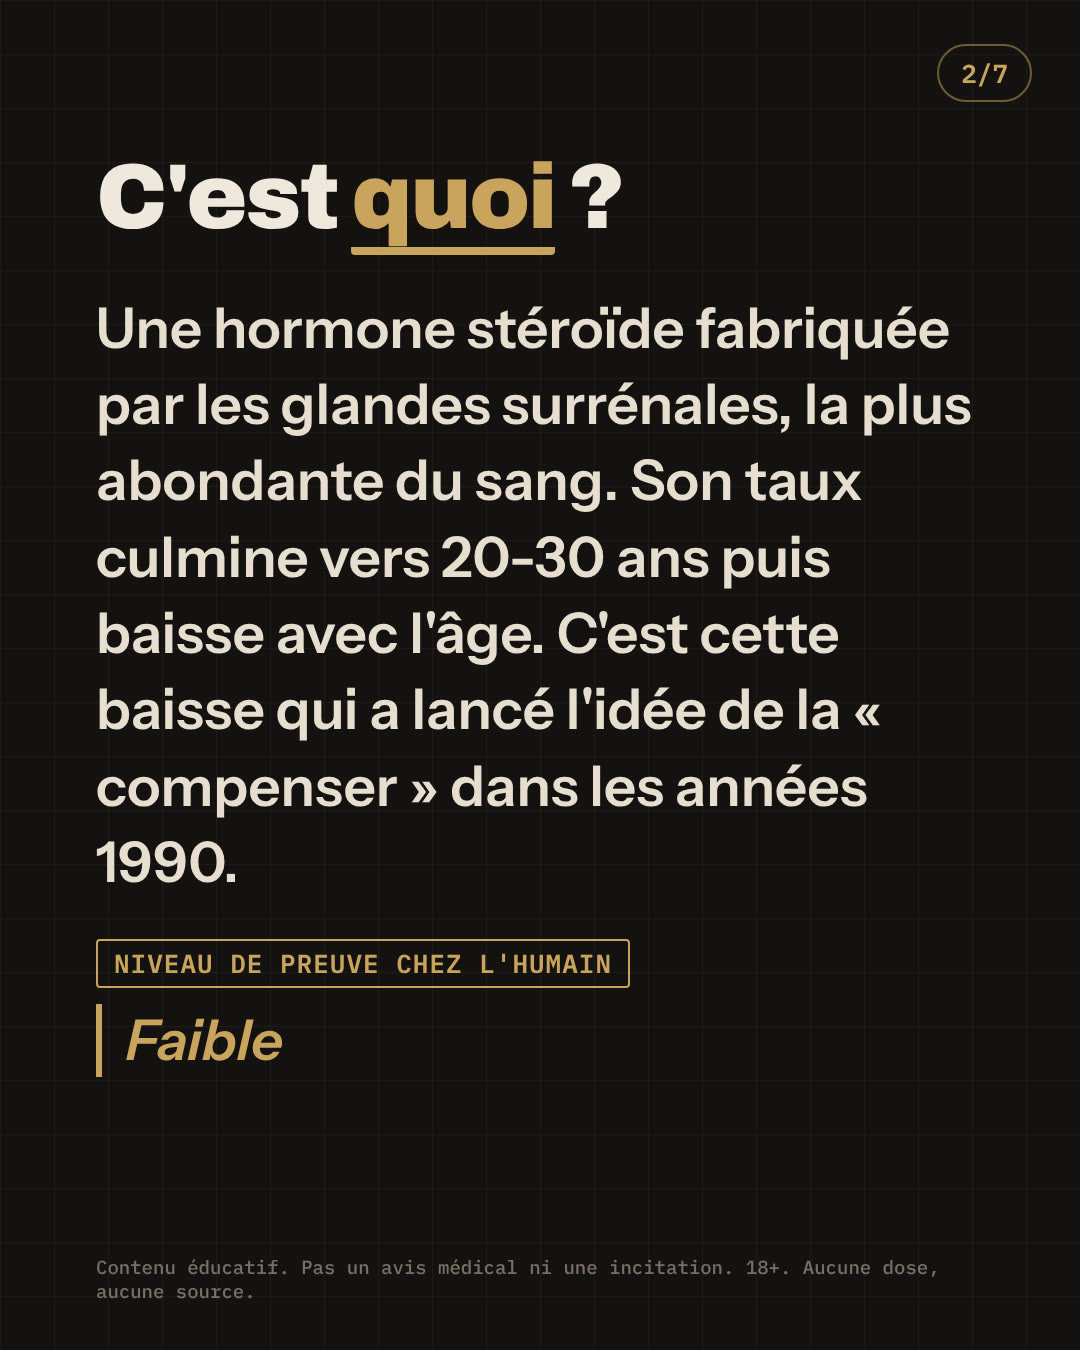 2/7
C'est quoi ?
Une hormone stéroïde fabriquée
par les glandes surrénales, la plus
abondante du sang. Son taux
culmine vers 20–30 ans puis
baisse avec l'âge. C'est cette
baisse qui a lancé l'idée de la «
compenser » dans les années
1990.
NIVEAU DE PREUVE CHEZ L'HUMAIN
Faible
Contenu éducatif. Pas un avis médical ni une incitation. 18+. Aucune dose,
aucune source.